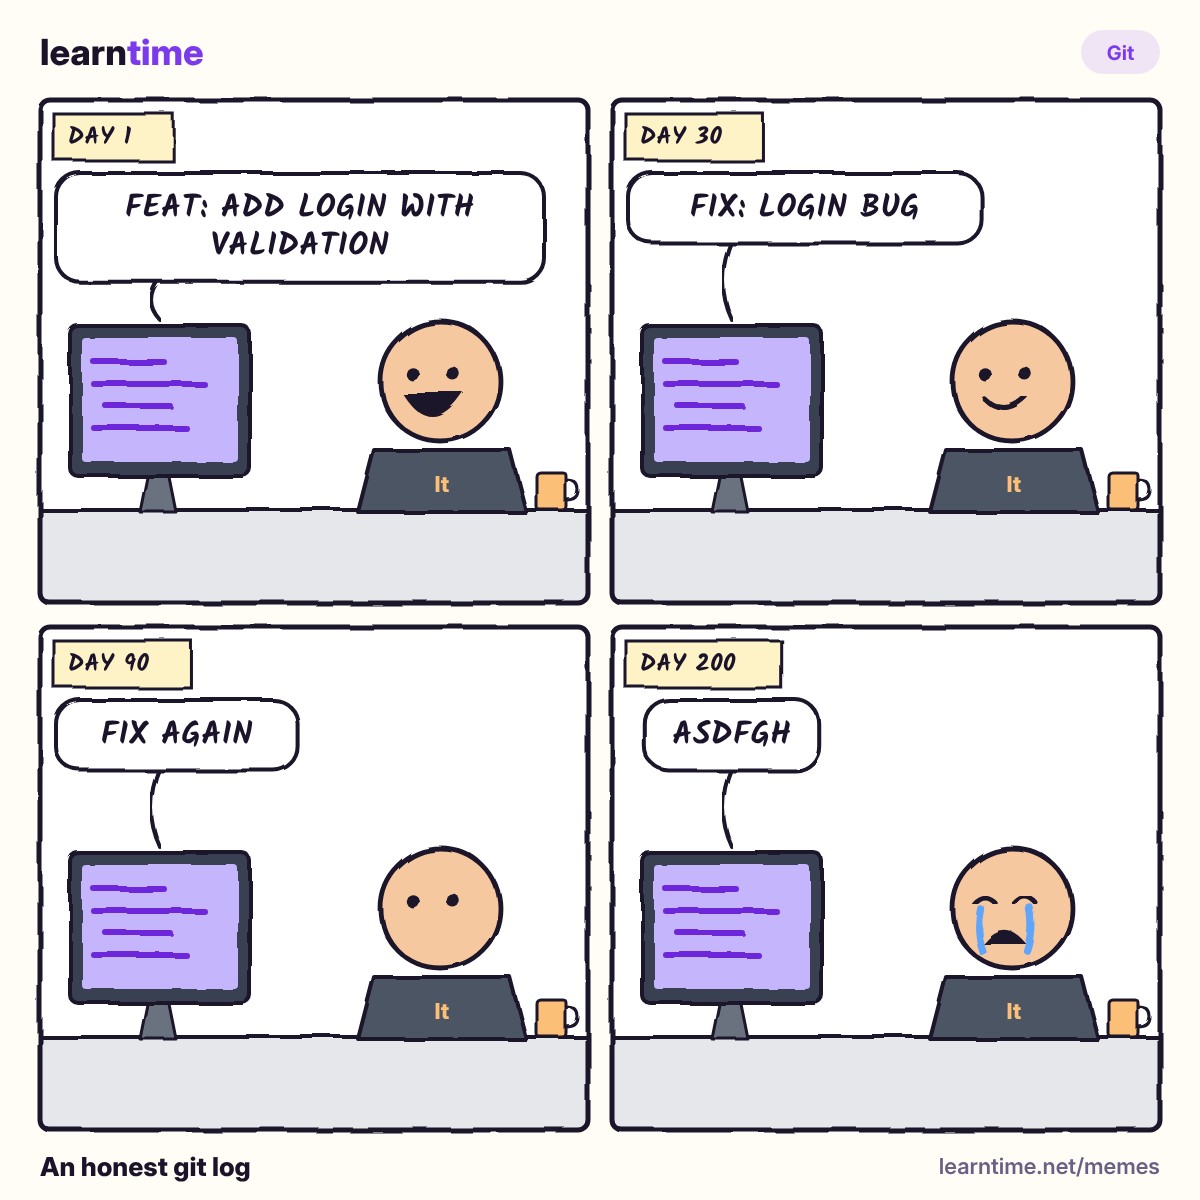 learntime
Git
DAY 1
FEAT: ADD LOGIN WITH
VALIDATION
lt
DAY 30
FIX: LOGIN BUG
lt
DAY 90
FIX AGAIN
lt
DAY 200
ASDFGH
lt
An honest git log
learntime.net/memes